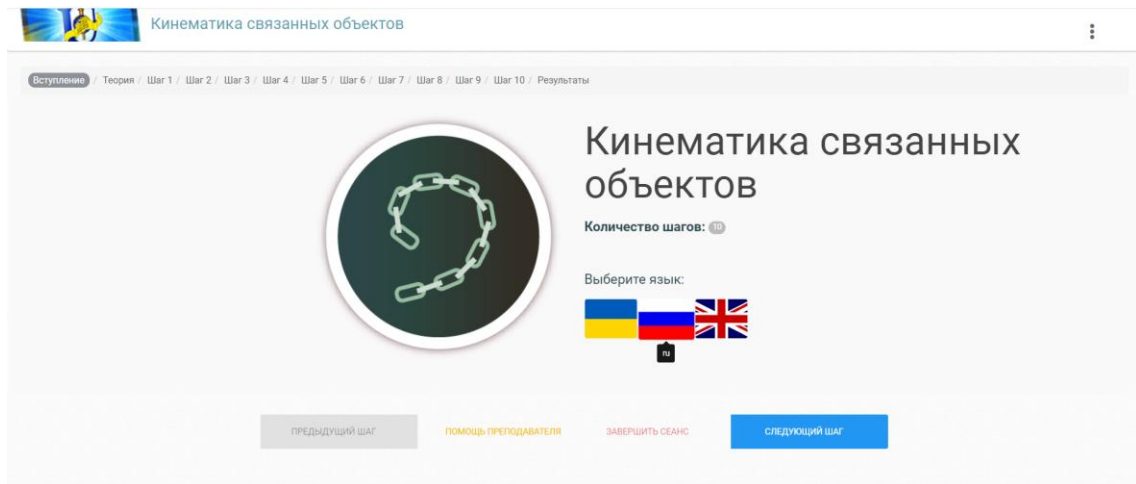 Кинематика связанных объектов
Вступление / Теория / Шаг 1 / Шаг 2 / Шаг 3 / Шаг 4 / Шаг 5 / Шаг 6 / Шаг 7 / Шаг 8 / Шаг 9 / Шаг 10 / Результаты
Кинематика связанных
объектов
Количество шагов: 10
Выберите язык:
ru
ПРЕДЫДУЩИЙ ШАГ ПОМОЩЬ ПРЕПОДАВАТЕЛЯ ЗАВЕРШИТЬ СЕАНС СЛЕДУЮЩИЙ ШАГ